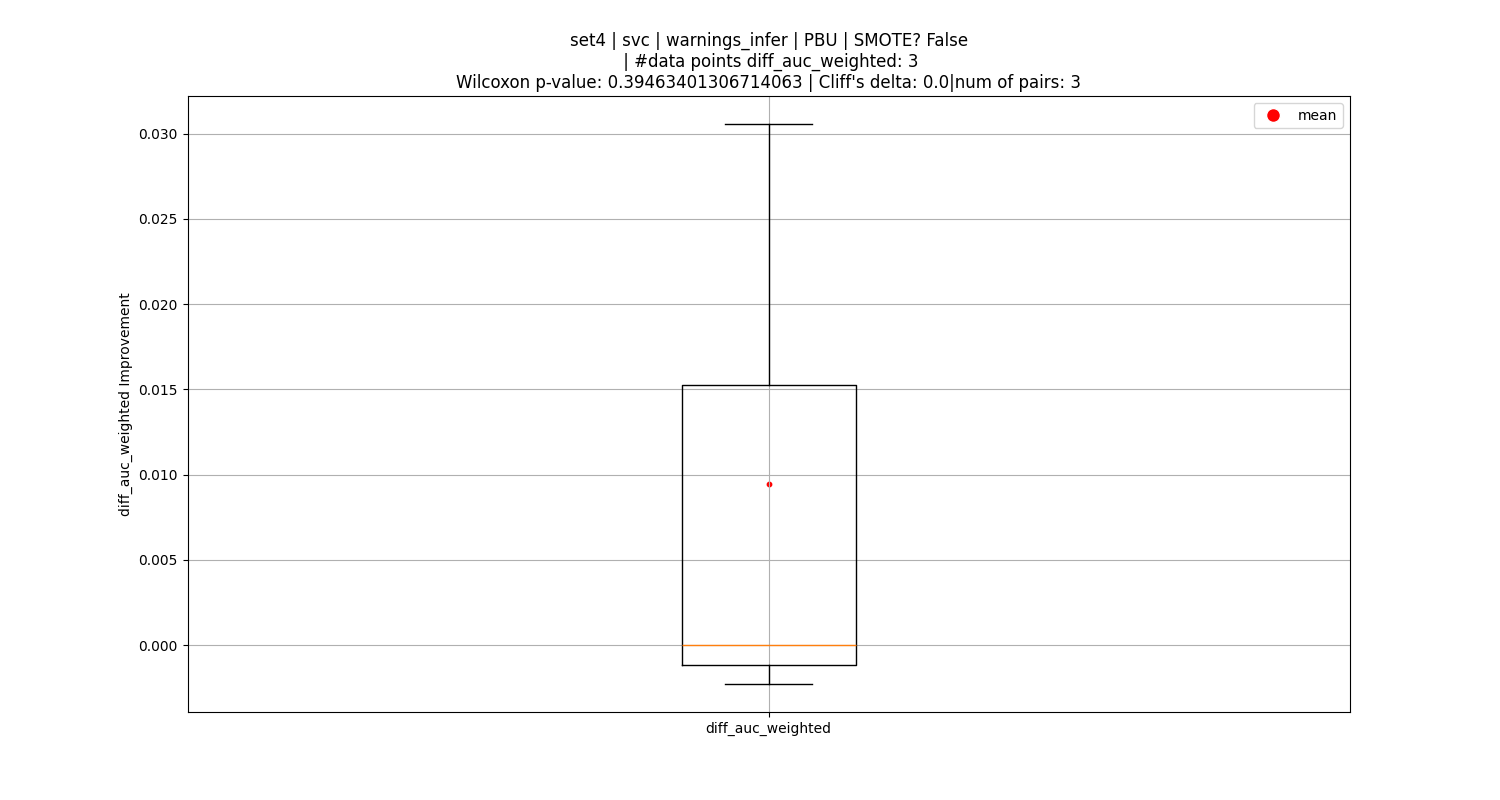 set4 | svc | warnings_infer | PBU | SMOTE? False
| #data points diff_auc_weighted: 3
Wilcoxon p-value: 0.39463401306714063 | Cliff's delta: 0.0|num of pairs: 3
mean
0.030
0.025
0.020
0.015
0.010
0.005
0.000
diff_auc_weighted Improvement
diff_auc_weighted